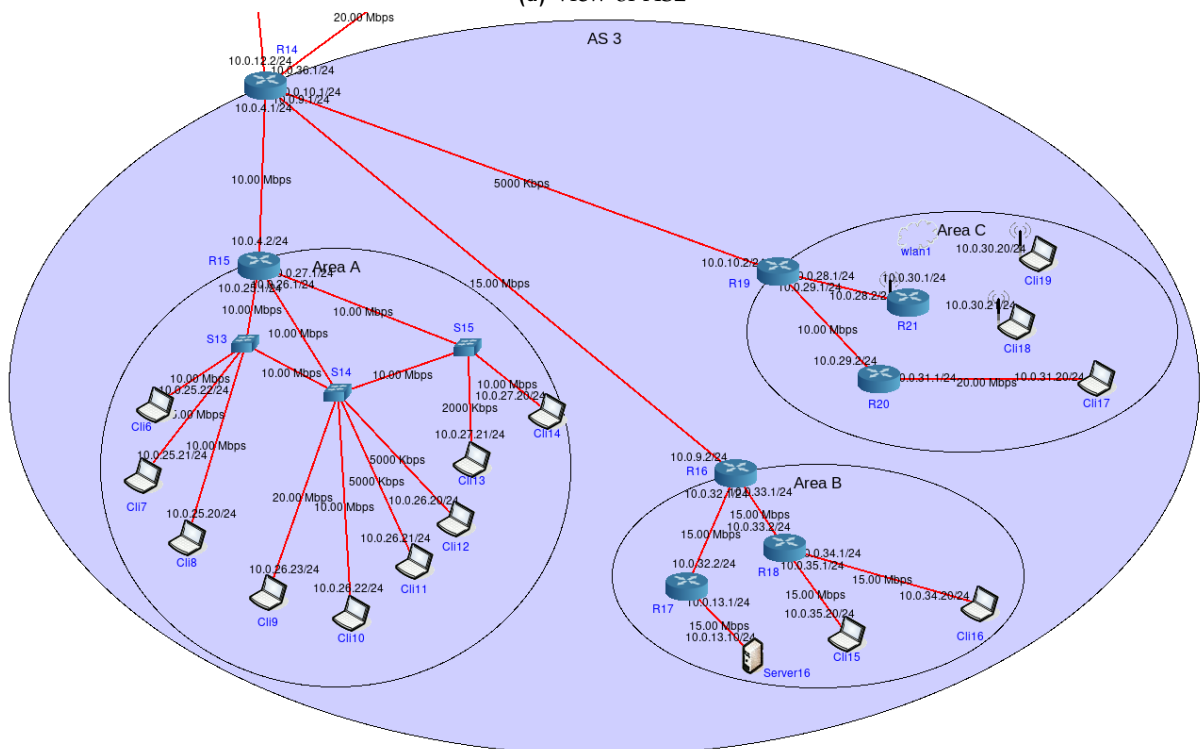 (a) View of AS2
20.00 Mbps
AS 3
R14
10.0.12.2/24
10.0.36.1/24
10.0.10.1/24
10.0.9.1/24
10.0.4.1/24
10.00 Mbps
5000 Kbps
15.00 Mbps
10.0.4.2/24
R15
Area A
10.0.27.1/24
10.0.26.1/24
10.0.25.1/24
10.00 Mbps
10.00 Mbps
10.00 Mbps
S13
S14
S15
10.00 Mbps
10.00 Mbps
10.00 Mbps
10.0.25.22/24
5.00 Mbps
10.00 Mbps
10.00 Mbps
10.0.27.20/24
2000 Kbps
Cli6
Cli14
10.0.25.21/24
10.0.27.21/24
Cli7
Cli13
5000 Kbps
5000 Kbps
20.00 Mbps
10.00 Mbps
10.0.26.20/24
10.0.25.20/24
Cli12
Cli8
10.0.26.21/24
Cli11
10.0.26.23/24
10.0.26.22/24
Cli9
Cli10
Area C
wlan1
10.0.30.20/24
Cli19
10.0.10.2/24
R19
10.0.28.1/24
10.0.29.1/24
10.0.30.1/24
10.0.28.2/24
R21
10.0.30.21/24
Cli18
10.00 Mbps
10.0.29.2/24
R20
10.0.31.1/24
20.00 Mbps
10.0.31.20/24
Cli17
10.0.9.2/24
R16
Area B
10.0.32.1/24
10.0.33.1/24
15.00 Mbps
10.0.33.2/24
15.00 Mbps
R18
10.0.34.1/24
10.0.35.1/24
15.00 Mbps
10.0.34.20/24
Cli16
10.0.32.2/24
R17
10.0.13.1/24
15.00 Mbps
15.00 Mbps
10.0.35.20/24
Cli15
10.0.13.10/24
Server16